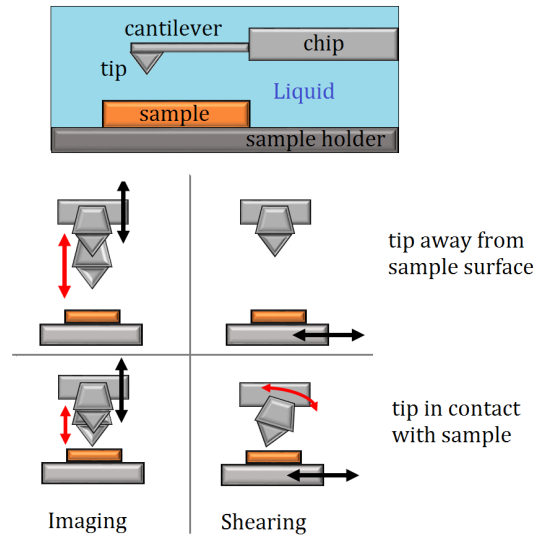 cantilever
chip
tip
Liquid
sample
sample holder
tip away from
sample surface
tip in contact
with sample
Imaging
Shearing